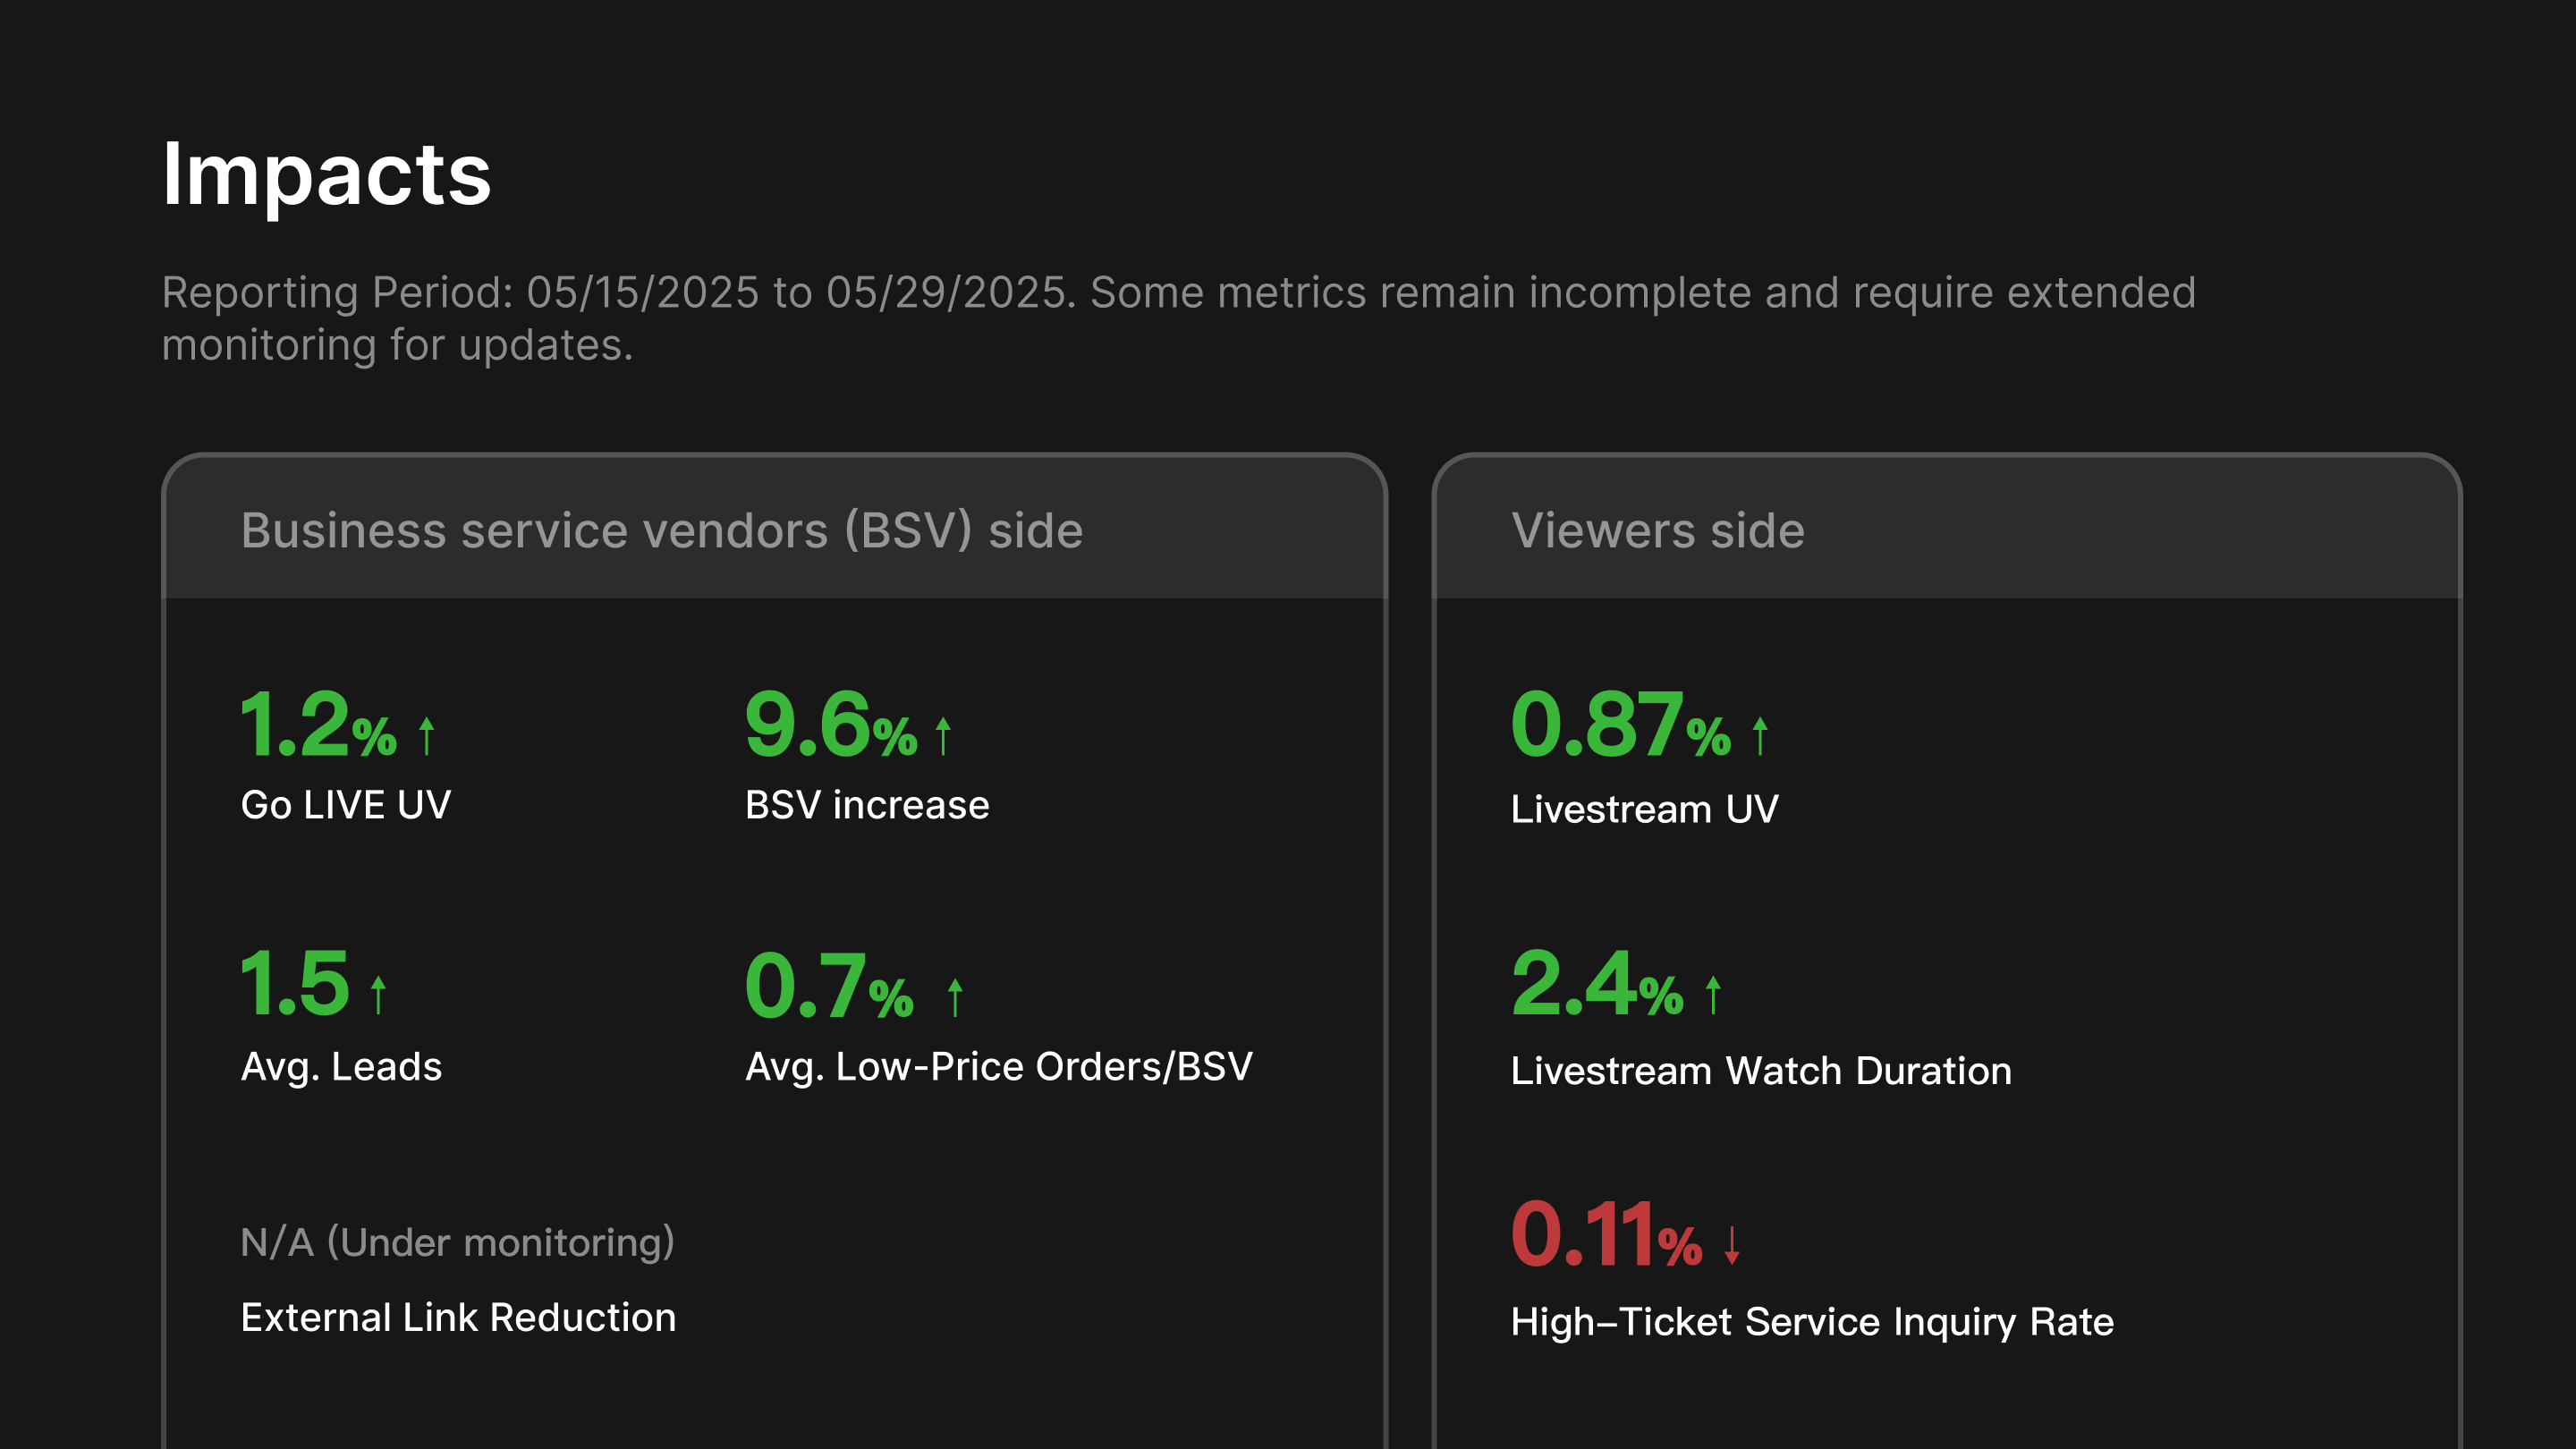 Impacts
Reporting Period: 05/15/2025 to 05/29/2025. Some metrics remain incomplete and require extended
monitoring for updates.
Business service vendors (BSV) side
1.2% ↑
Go LIVE UV
9.6% ↑
BSV increase
1.5 ↑
Avg. Leads
0.7% ↑
Avg. Low-Price Orders/BSV
N/A (Under monitoring)
External Link Reduction
Viewers side
0.87% ↑
Livestream UV
2.4% ↑
Livestream Watch Duration
0.11% ↓
High–Ticket Service Inquiry Rate